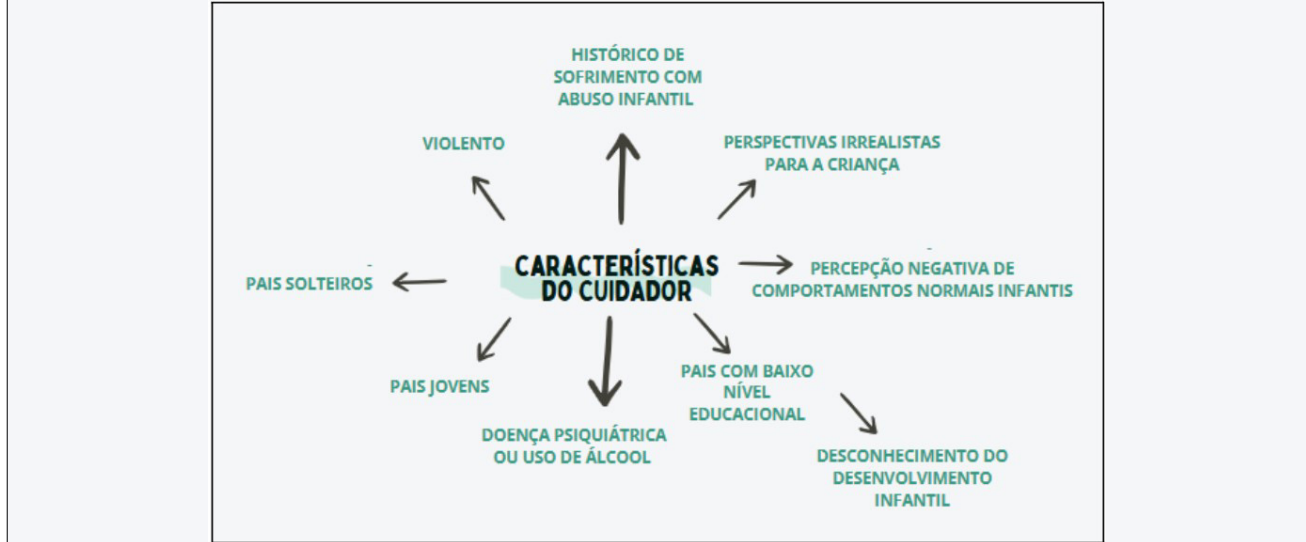 HISTÓRICO DE
SOFRIMENTO COM
ABUSO INFANTIL
VIOLENTO
PERSPECTIVAS IRREALISTAS
PARA A CRIANÇA
CARACTERÍSTICAS
DO CUIDADOR
PAIS SOLTEIROS
PERCEPÇÃO NEGATIVA DE
COMPORTAMENTOS NORMAIS INFANTIS
PAIS JOVENS
PAIS COM BAIXO
NÍVEL
EDUCACIONAL
DOENÇA PSIQUIÁTRICA
OU USO DE ÁLCOOL
DESCONHECIMENTO DO
DESENVOLVIMENTO
INFANTIL